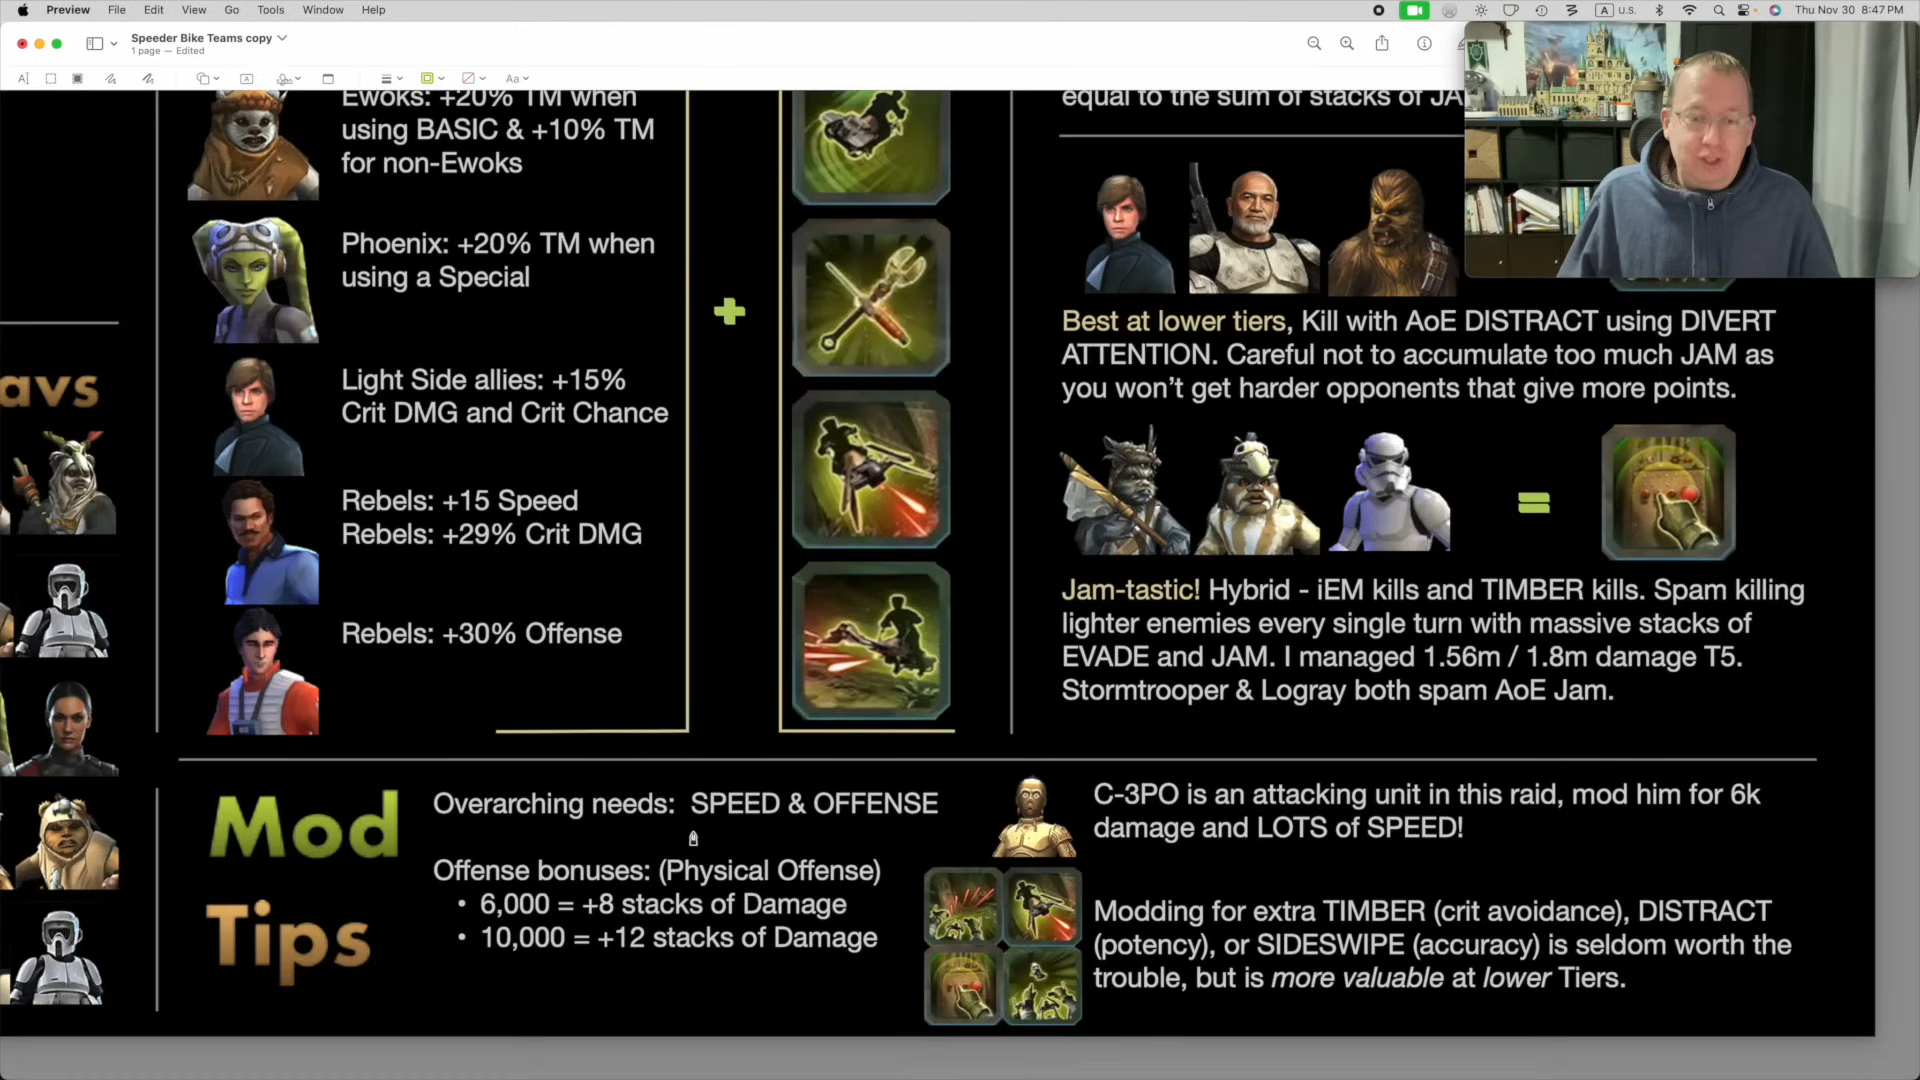 Preview File Edit View Go Tools Window Help
A U.S.
Thu Nov 30 8:47 PM
Speeder Bike Teams copy
1 page — Edited
Aa
Ewoks: +20% TM when
using BASIC & +10% TM
for non-Ewoks
Phoenix: +20% TM when
using a Special
Light Side allies: +15%
Crit DMG and Crit Chance
Rebels: +15 Speed
Rebels: +29% Crit DMG
Rebels: +30% Offense
avs
equal to the sum of stacks of JA
Best at lower tiers, Kill with AoE DISTRACT using DIVERT
ATTENTION. Careful not to accumulate too much JAM as
you won’t get harder opponents that give more points.
Jam-tastic! Hybrid - iEM kills and TIMBER kills. Spam killing
lighter enemies every single turn with massive stacks of
EVADE and JAM. I managed 1.56m / 1.8m damage T5.
Stormtrooper & Logray both spam AoE Jam.
Mod
Tips
Overarching needs: SPEED & OFFENSE
Offense bonuses: (Physical Offense)
• 6,000 = +8 stacks of Damage
• 10,000 = +12 stacks of Damage
C-3PO is an attacking unit in this raid, mod him for 6k
damage and LOTS of SPEED!
Modding for extra TIMBER (crit avoidance), DISTRACT
(potency), or SIDESWIPE (accuracy) is seldom worth the
trouble, but is more valuable at lower Tiers.